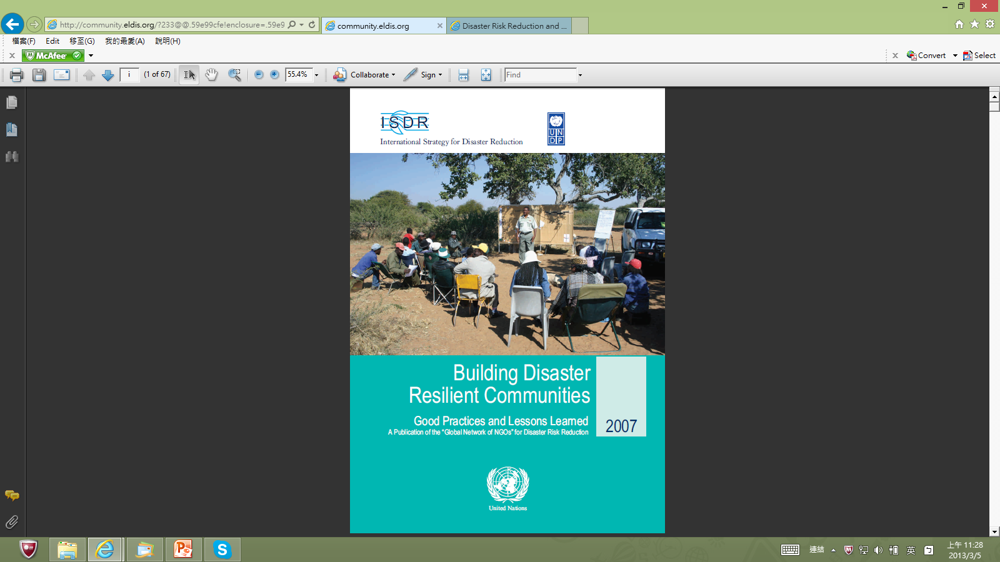 http://community.eldis.org/?233@@.59e99cfe!enclosure=.59e9
community.eldis.org
Disaster Risk Reduction and ...
檔案(F) Edit 移至(G) 我的最愛(A) 說明(H)
McAfee
Convert
Select
i
(1 of 67)
55.4%
Collaborate
Sign
Find
ISDR
International Strategy for Disaster Reduction
UN
DP
Building Disaster
Resilient Communities
Good Practices and Lessons Learned
A Publication of the “Global Network of NGOs” for Disaster Risk Reduction
2007
United Nations
連結
英
上午 11:28
2013/3/5